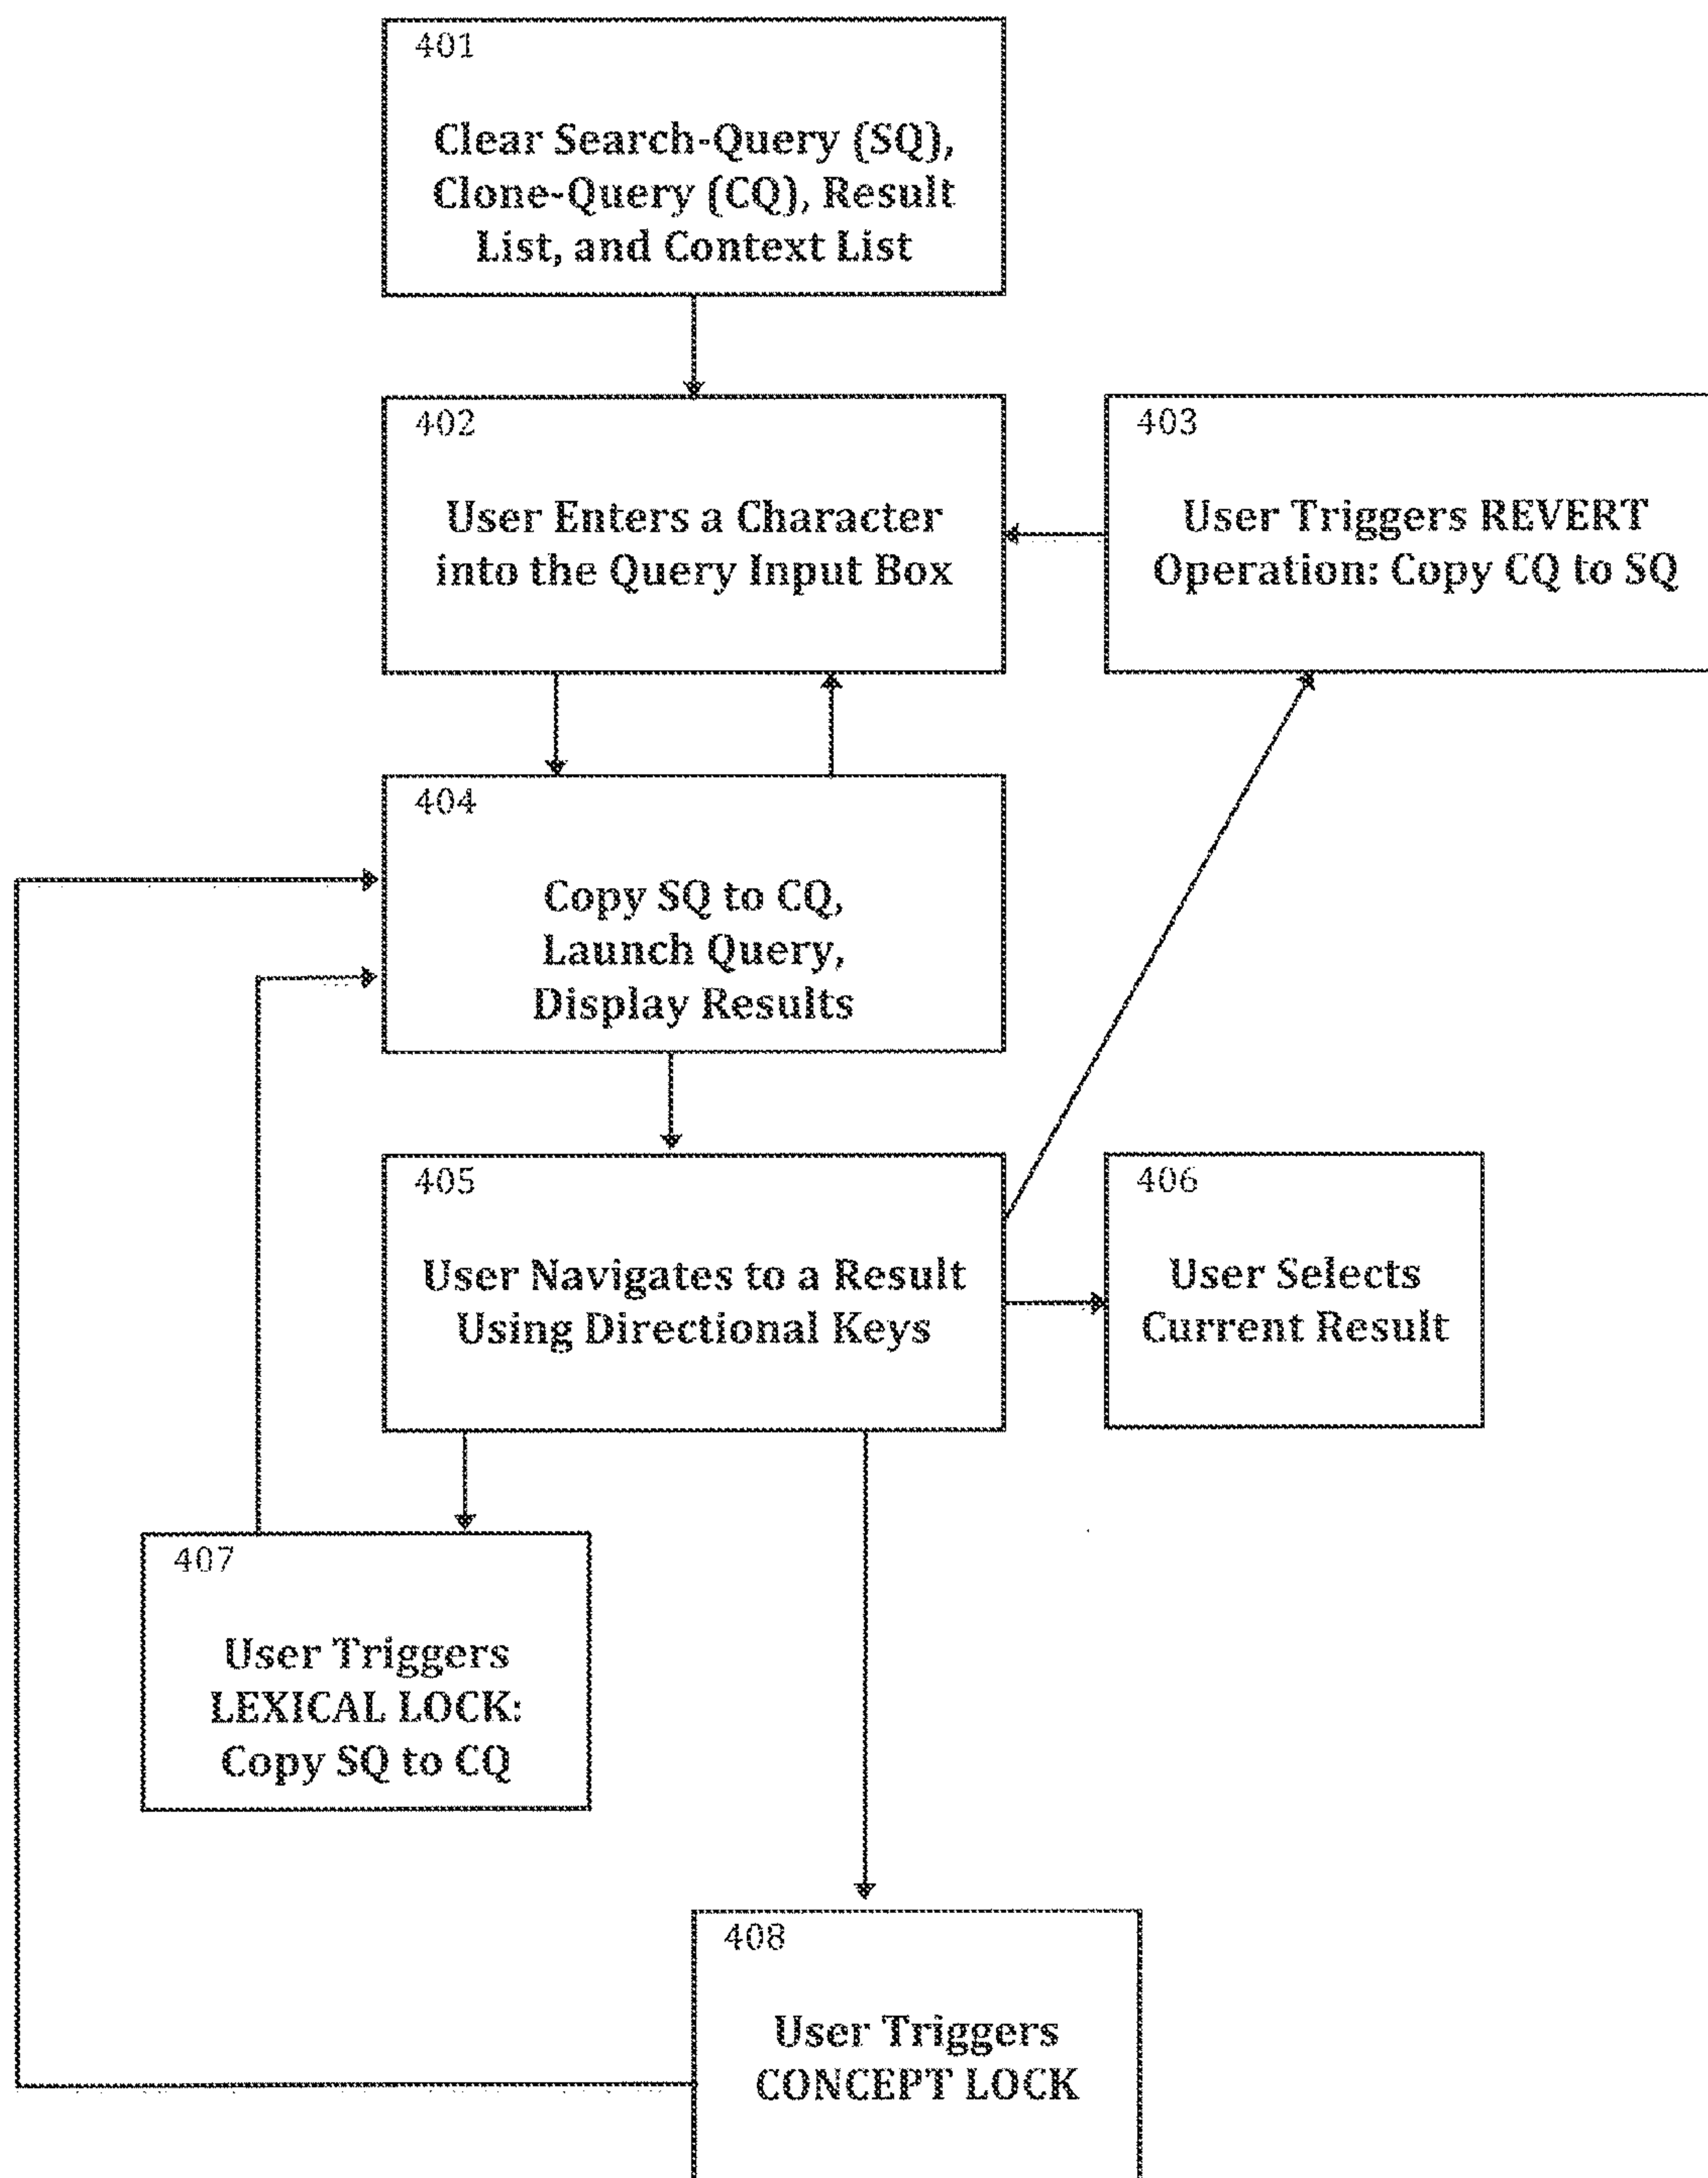 401
Clear Search-Query (SQ),
Clone-Query (CQ), Result
List, and Context List
402
User Enters a Character
into the Query Input Box
403
User Triggers REVERT
Operation: Copy CQ to SQ
404
Copy SQ to CQ,
Launch Query,
Display Results
405
User Navigates to a Result
Using Directional Keys
406
User Selects
Current Result
407
User Triggers
LEXICAL LOCK:
Copy SQ to CQ
408
User Triggers
CONCEPT LOCK